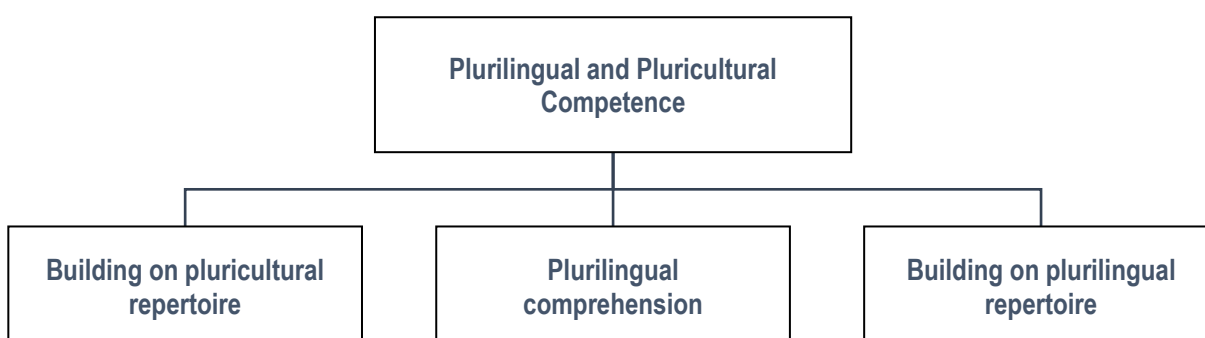 Plurilingual and Pluricultural
Competence
Building on pluricultural
repertoire
Plurilingual
comprehension
Building on plurilingual
repertoire